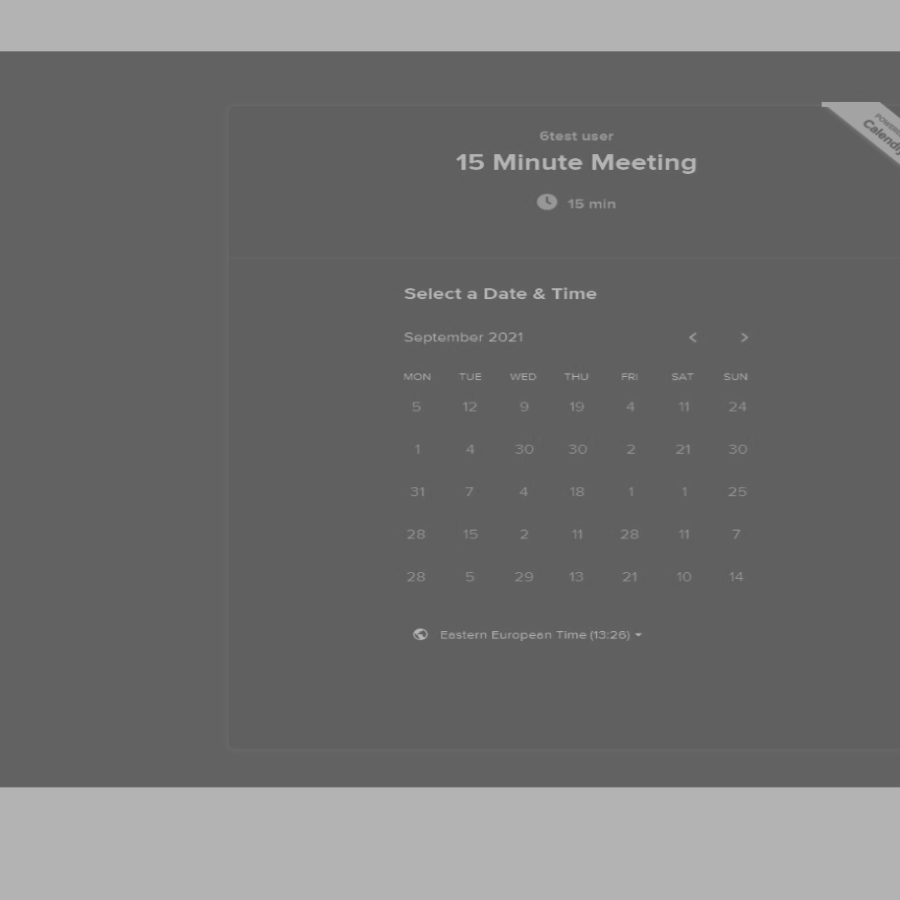 POWERED
Calendly
6test user
15 Minute Meeting
15 min
Select a Date & Time
September 2021
MON TUE WED THU FRI SAT SUN
5 12 9 19 4 11 24
1 4 30 30 2 21 30
31 7 4 18 1 1 25
28 15 2 11 28 11 7
28 5 29 13 21 10 14
Eastern European Time (13:26)